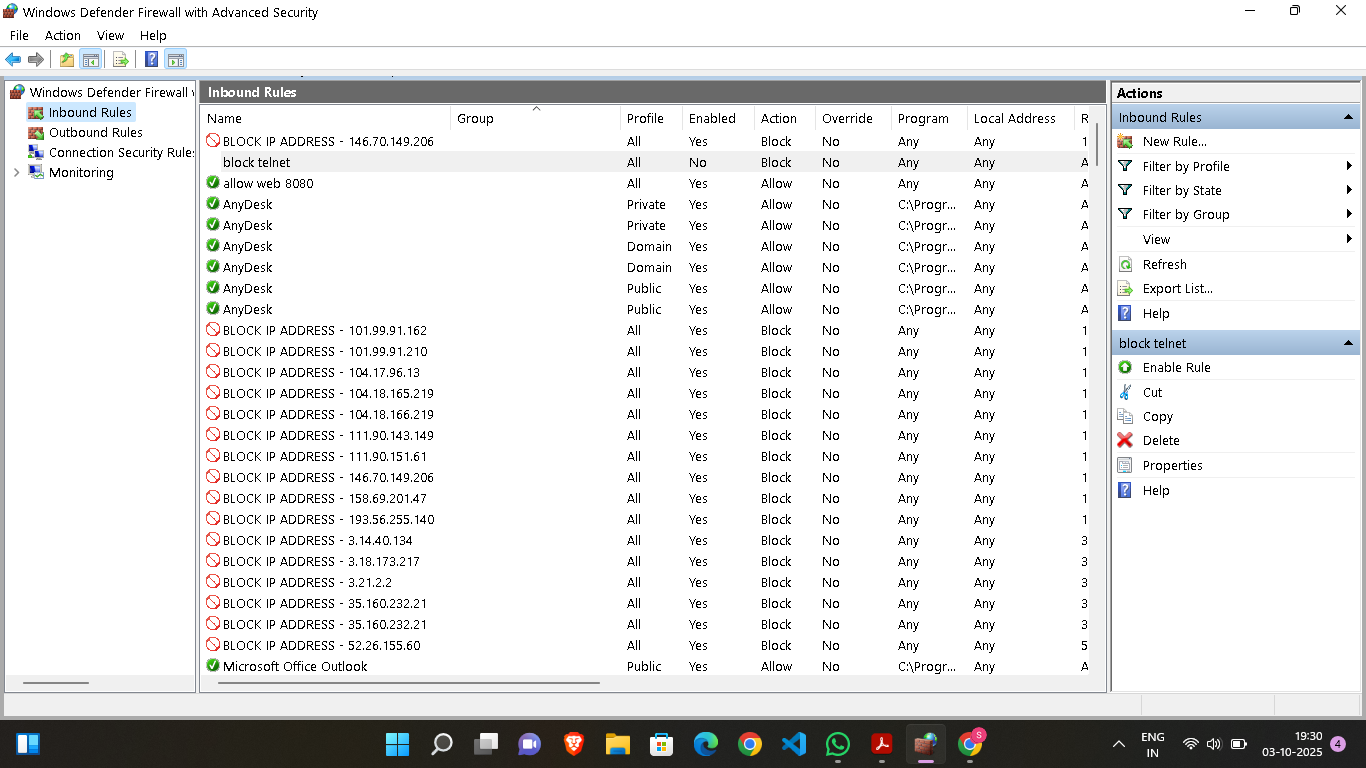 Windows Defender Firewall with Advanced Security
File Action View Help
Windows Defender Firewall
Inbound Rules
Outbound Rules
Connection Security Rules
Monitoring
Inbound Rules
Name Group Profile Enabled Action Override Program Local Address R
BLOCK IP ADDRESS - 146.70.149.206 All Yes Block No Any Any 1
block telnet All No Block No Any Any A
allow web 8080 All Yes Allow No Any Any A
AnyDesk Private Yes Allow No C:\Progr... Any A
AnyDesk Private Yes Allow No C:\Progr... Any A
AnyDesk Domain Yes Allow No C:\Progr... Any A
AnyDesk Domain Yes Allow No C:\Progr... Any A
AnyDesk Public Yes Allow No C:\Progr... Any A
AnyDesk Public Yes Allow No C:\Progr... Any A
BLOCK IP ADDRESS - 101.99.91.162 All Yes Block No Any Any 1
BLOCK IP ADDRESS - 101.99.91.210 All Yes Block No Any Any 1
BLOCK IP ADDRESS - 104.17.96.13 All Yes Block No Any Any 1
BLOCK IP ADDRESS - 104.18.165.219 All Yes Block No Any Any 1
BLOCK IP ADDRESS - 104.18.166.219 All Yes Block No Any Any 1
BLOCK IP ADDRESS - 111.90.143.149 All Yes Block No Any Any 1
BLOCK IP ADDRESS - 111.90.151.61 All Yes Block No Any Any 1
BLOCK IP ADDRESS - 146.70.149.206 All Yes Block No Any Any 1
BLOCK IP ADDRESS - 158.69.201.47 All Yes Block No Any Any 1
BLOCK IP ADDRESS - 193.56.255.140 All Yes Block No Any Any 1
BLOCK IP ADDRESS - 3.14.40.134 All Yes Block No Any Any 3
BLOCK IP ADDRESS - 3.18.173.217 All Yes Block No Any Any 3
BLOCK IP ADDRESS - 3.21.2.2 All Yes Block No Any Any 3
BLOCK IP ADDRESS - 35.160.232.21 All Yes Block No Any Any 3
BLOCK IP ADDRESS - 35.160.232.21 All Yes Block No Any Any 3
BLOCK IP ADDRESS - 52.26.155.60 All Yes Block No Any Any 5
Microsoft Office Outlook Public Yes Allow No C:\Progr... Any A
Actions
Inbound Rules
New Rule...
Filter by Profile
Filter by State
Filter by Group
View
Refresh
Export List...
Help
block telnet
Enable Rule
Cut
Copy
Delete
Properties
Help
S
ENG
IN
19:30
03-10-2025
4